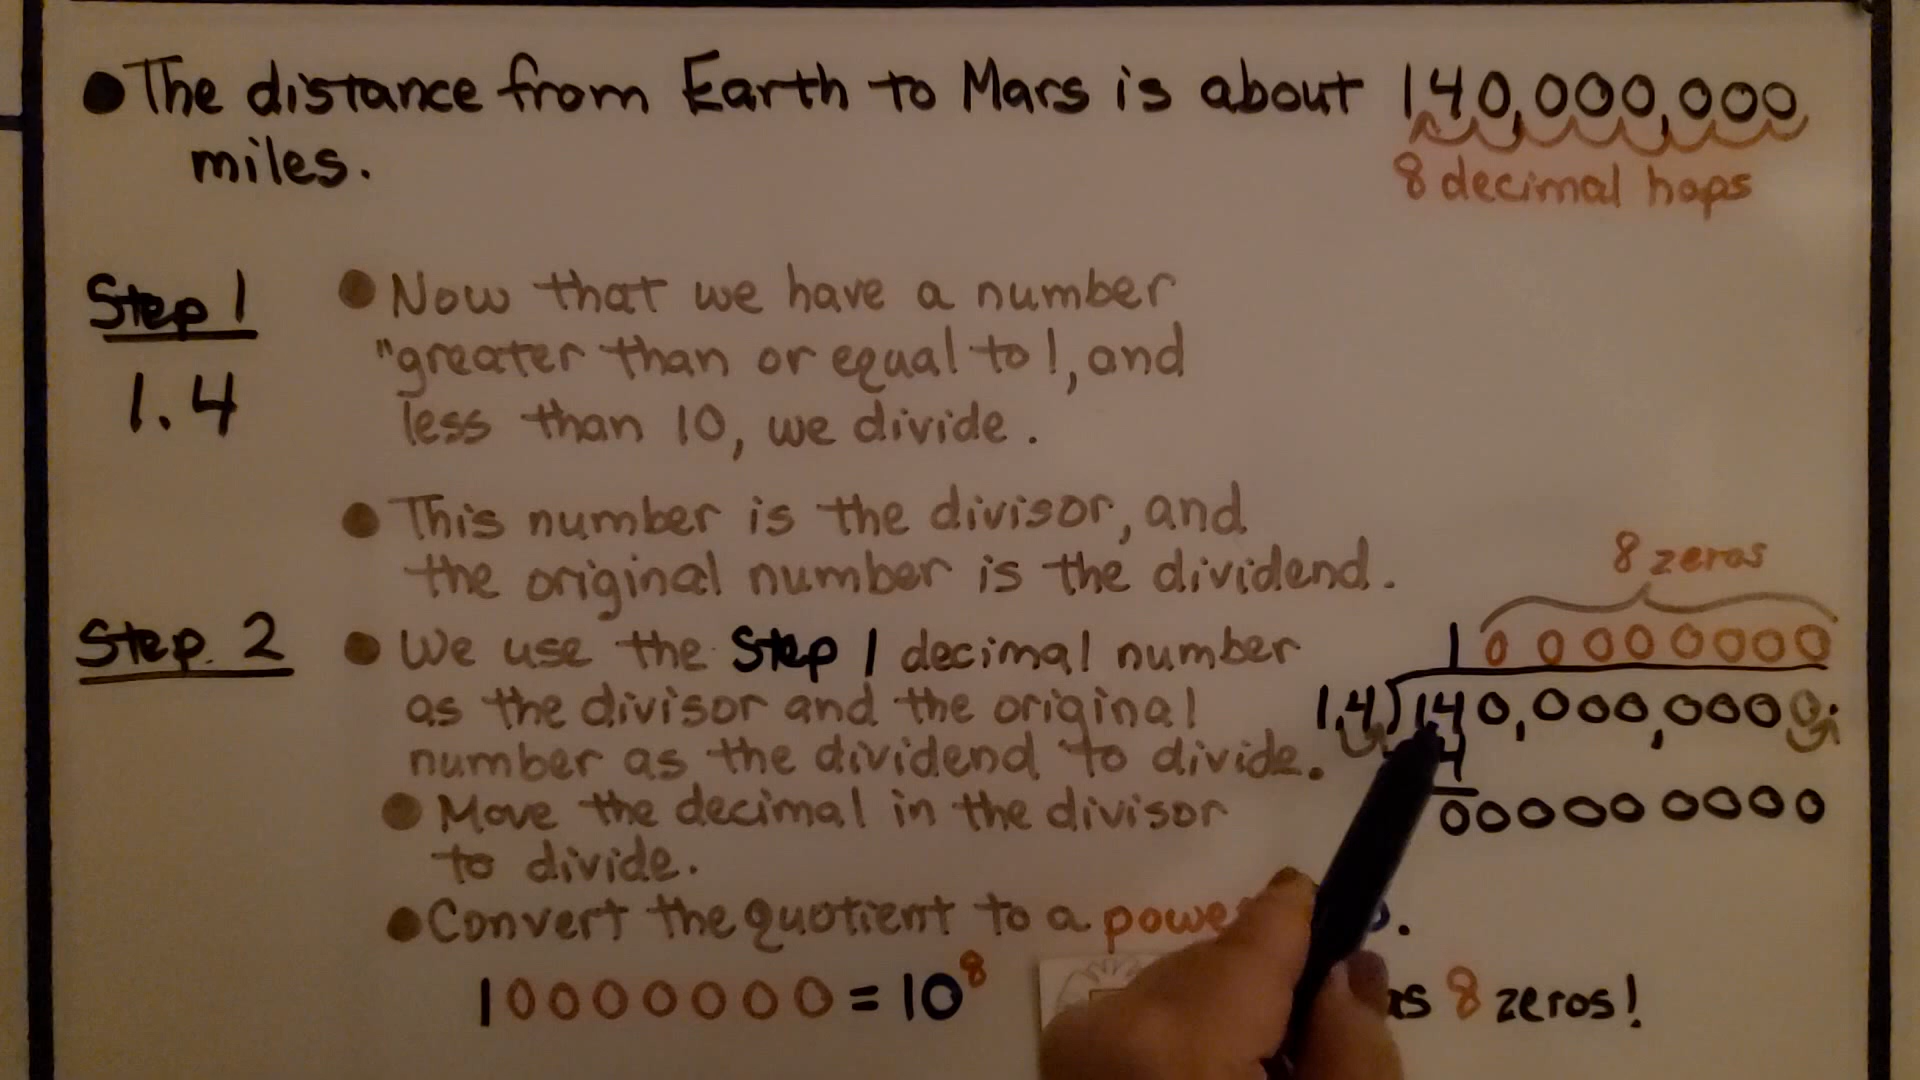 ●The distance from Earth to Mars is about 140,000,000
miles.
8 decimal hops
Step 1
1.4
● Now that we have a number
"greater than or equal to 1, and
less than 10, we divide.
● This number is the divisor, and
the original number is the dividend.
Step. 2
● We use the Step 1 decimal number
as the divisor and the original
number as the dividend to divide.
● Move the decimal in the divisor
to divide.
● Convert the quotient to a
100000000 = 10⁸
8 zeros
1 00000000
1.4)140,000,0000.
4
000000000
8 zeros!